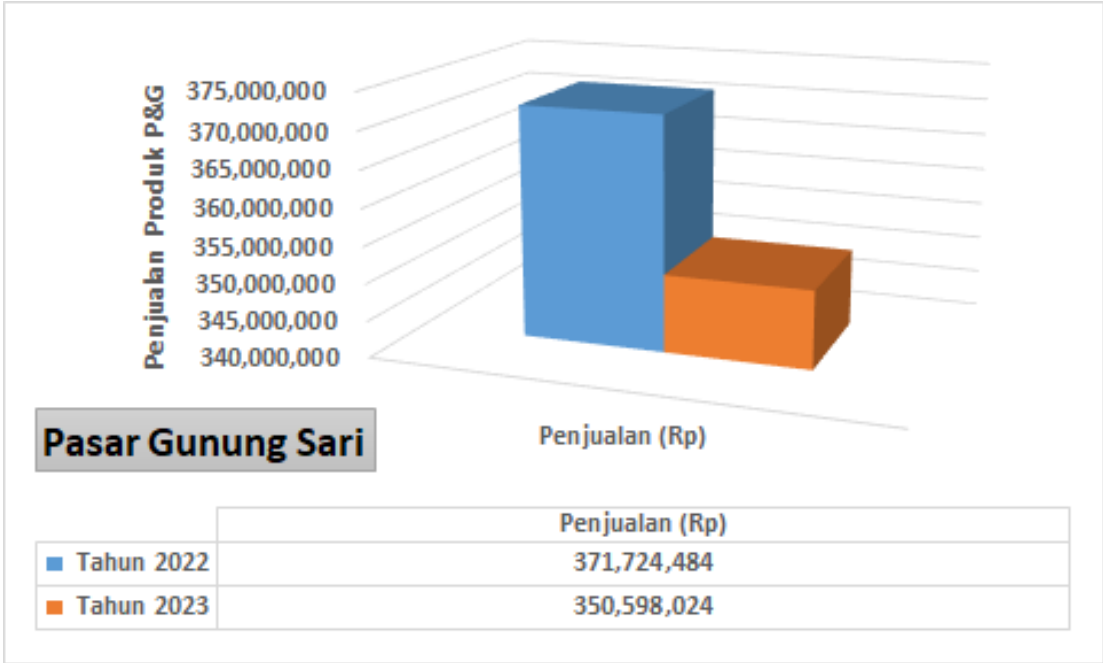 Penjualan Produk P&G
375,000,000
370,000,000
365,000,000
360,000,000
355,000,000
350,000,000
345,000,000
340,000,000
Penjualan (Rp)
Pasar Gunung Sari
Penjualan (Rp)
Tahun 2022 371,724,484
Tahun 2023 350,598,024